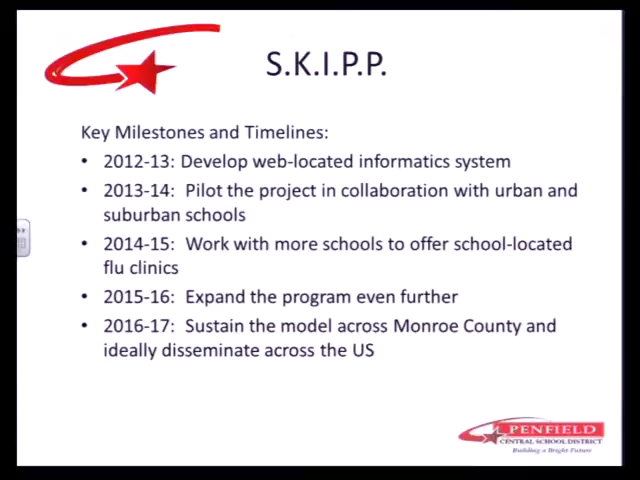 S.K.I.P.P.
Key Milestones and Timelines:
• 2012-13: Develop web-located informatics system
• 2013-14: Pilot the project in collaboration with urban and
suburban schools
• 2014-15: Work with more schools to offer school-located
flu clinics
• 2015-16: Expand the program even further
• 2016-17: Sustain the model across Monroe County and
ideally disseminate across the US
PENFIELD
CENTRAL SCHOOL DISTRICT
Building a Bright Future